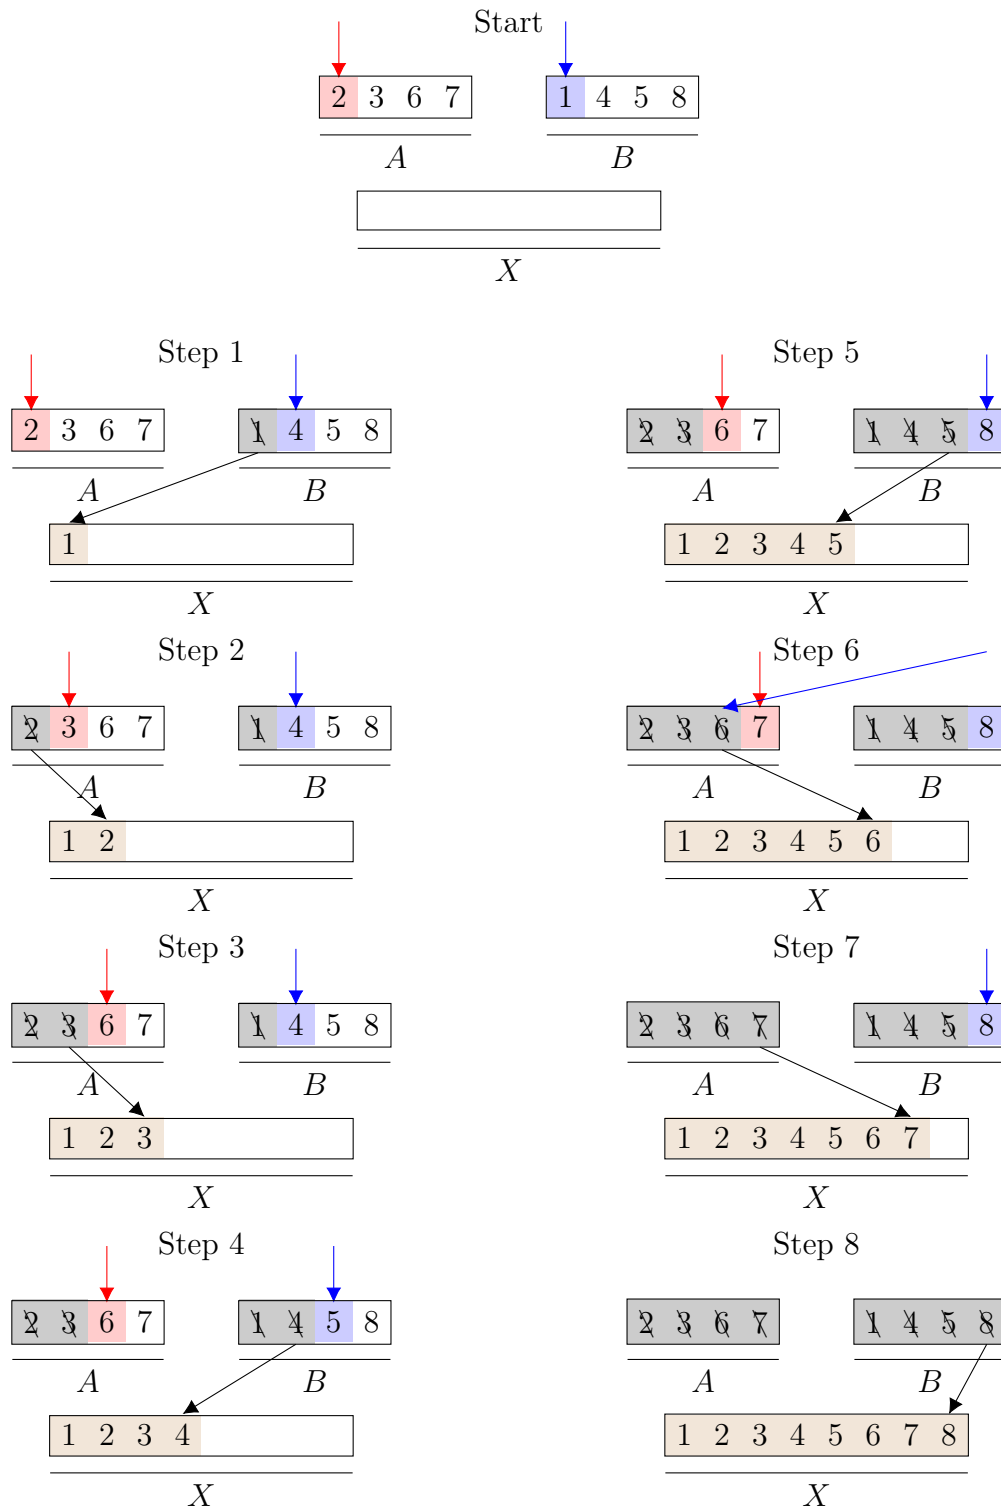 Start
2 3 6 7 1 4 5 8
A B
X
Step 1
2 3 6 7 1 4 5 8
A B
1
X
Step 2
2 3 6 7 1 4 5 8
A B
1 2
X
Step 3
2 3 6 7 1 4 5 8
A B
1 2 3
X
Step 4
2 3 6 7 1 4 5 8
A B
1 2 3 4
X
Step 5
2 3 6 7 1 4 5 8
A B
1 2 3 4 5
X
Step 6
2 3 6 7 1 4 5 8
A B
1 2 3 4 5 6
X
Step 7
2 3 6 7 1 4 5 8
A B
1 2 3 4 5 6 7
X
Step 8
2 3 6 7 1 4 5 8
A B
1 2 3 4 5 6 7 8
X